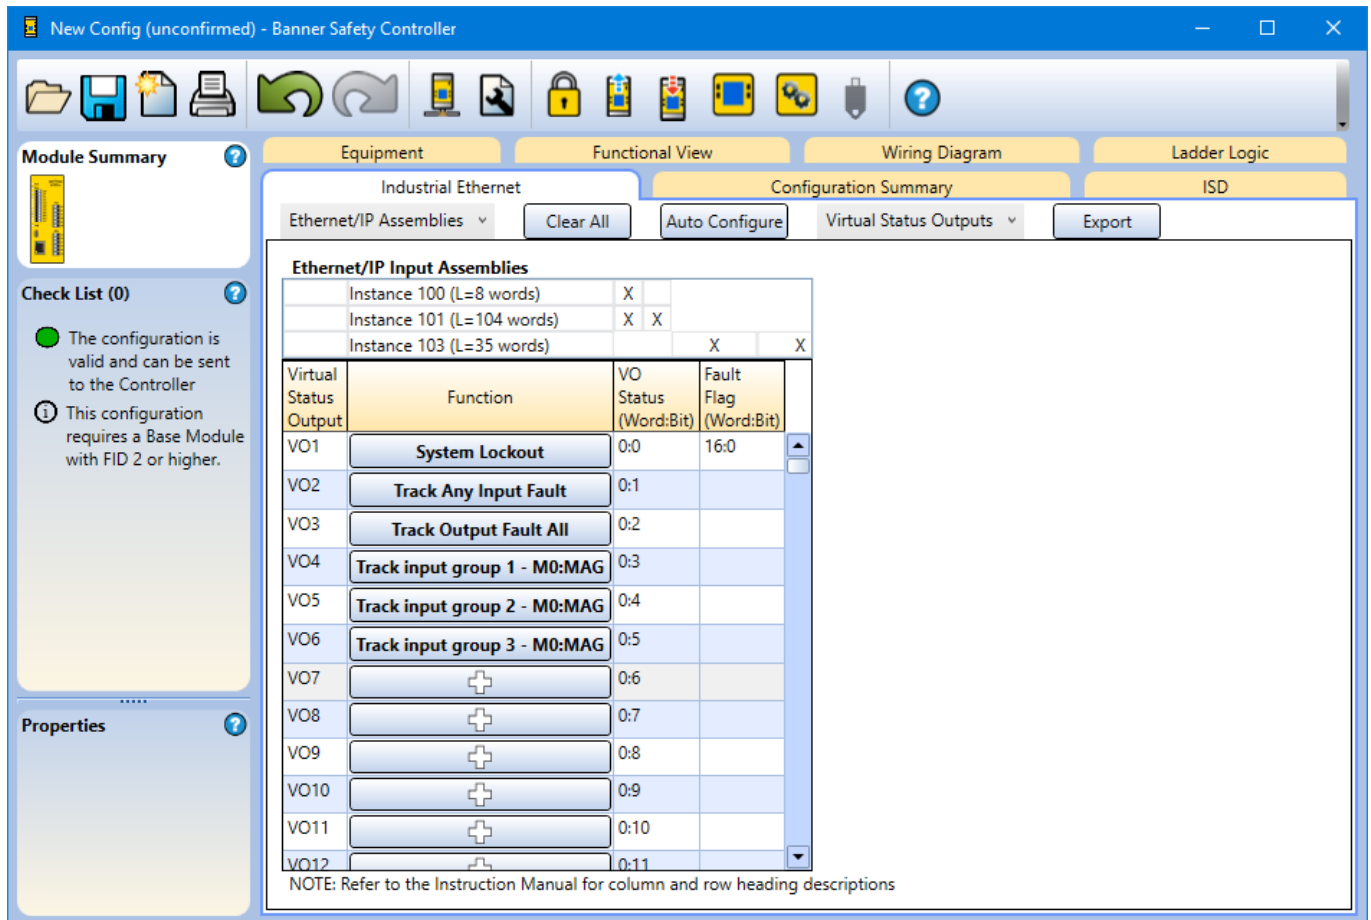 New Config (unconfirmed) - Banner Safety Controller
Module Summary
Check List (0)
The configuration is
valid and can be sent
to the Controller
This configuration
requires a Base Module
with FID 2 or higher.
Properties
Equipment
Functional View
Wiring Diagram
Ladder Logic
Industrial Ethernet
Configuration Summary
ISD
Ethernet/IP Assemblies
Clear All
Auto Configure
Virtual Status Outputs
Export
Ethernet/IP Input Assemblies
Instance 100 (L=8 words) X
Instance 101 (L=104 words) X X
Instance 103 (L=35 words) X X
Virtual
Status
Output
Function
VO
Status
(Word:Bit)
Fault
Flag
(Word:Bit)
VO1 System Lockout 0:0 16:0
VO2 Track Any Input Fault 0:1
VO3 Track Output Fault All 0:2
VO4 Track input group 1 - M0:MAG 0:3
VO5 Track input group 2 - M0:MAG 0:4
VO6 Track input group 3 - M0:MAG 0:5
VO7 0:6
VO8 0:7
VO9 0:8
VO10 0:9
VO11 0:10
VO12 0:11
NOTE: Refer to the Instruction Manual for column and row heading descriptions